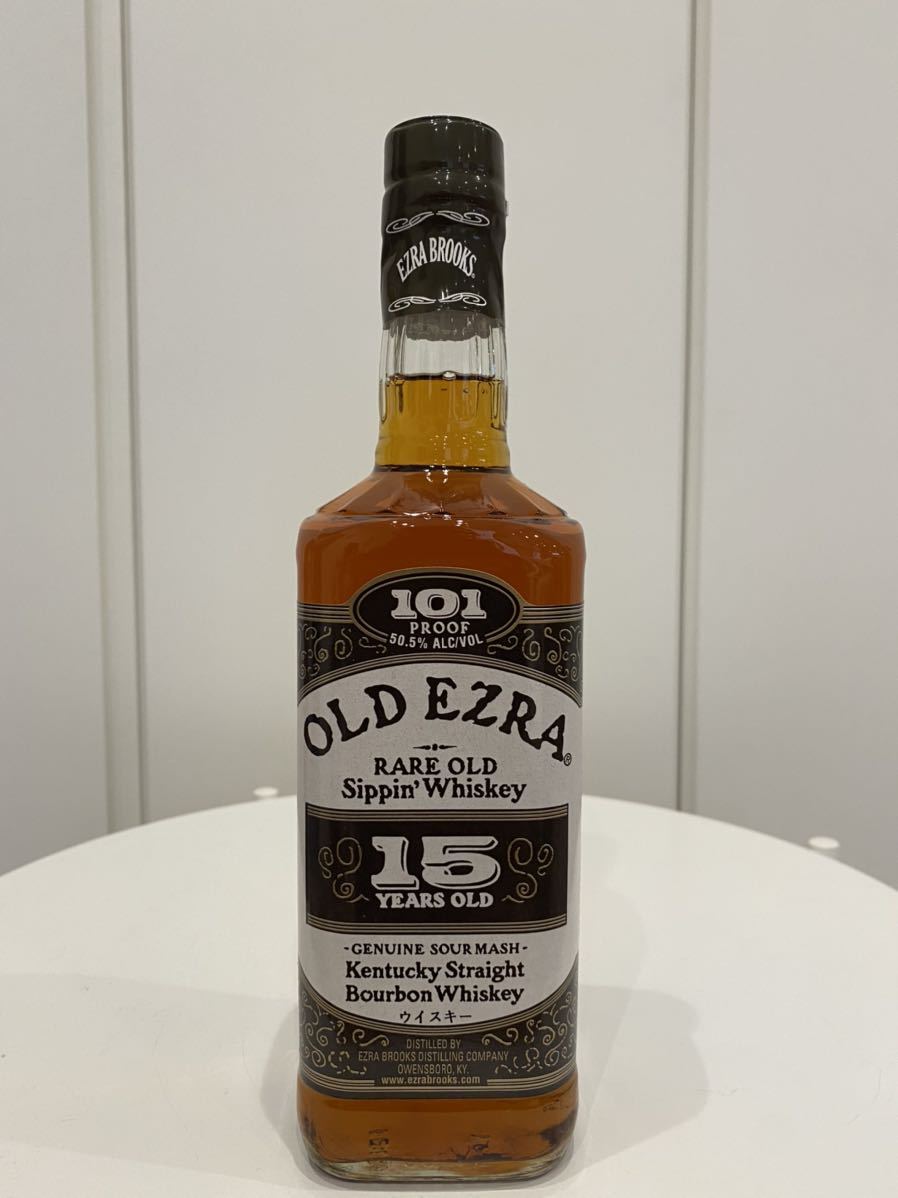 EZRA BROOKS®
101
PROOF
50.5% ALC/VOL
OLD EZRA®
RARE OLD
Sippin' Whiskey
15
YEARS OLD
-GENUINE SOUR MASH-
Kentucky Straight
Bourbon Whiskey
ウイスキー
DISTILLED BY
EZRA BROOKS DISTILLING COMPANY
OWENSBORO, KY.
www.ezrabrooks.com